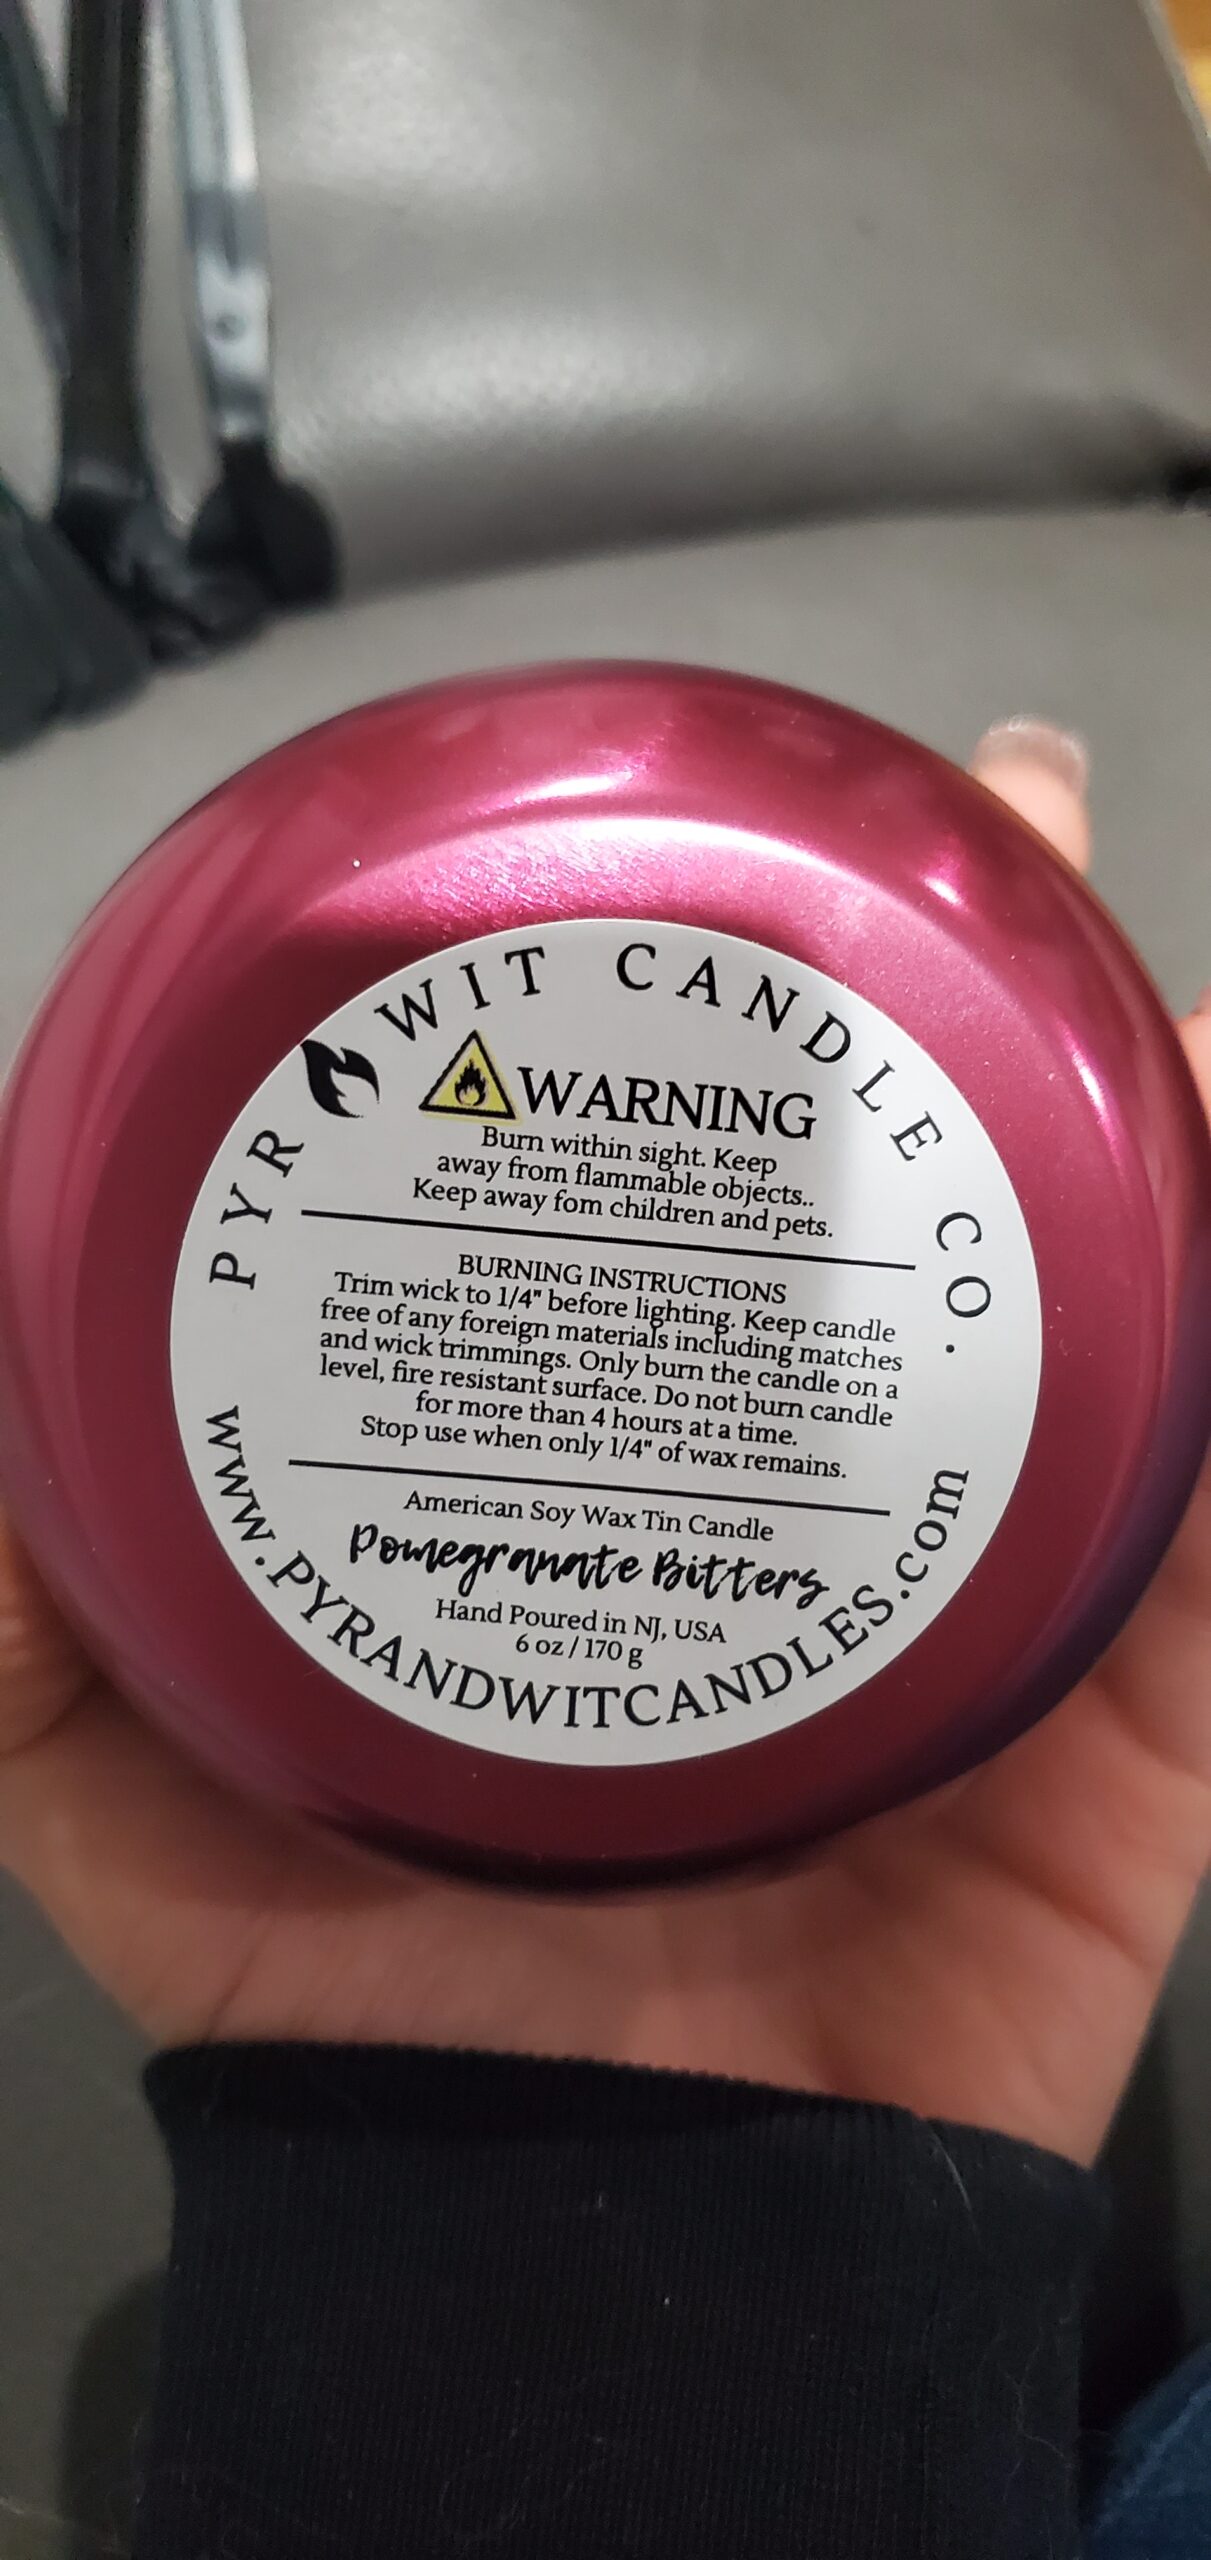 PYR WIT CANDLE CO.
WARNING
Burn within sight. Keep
away from flammable objects..
Keep away fom children and pets.
BURNING INSTRUCTIONS
Trim wick to 1/4" before lighting. Keep candle
free of any foreign materials including matches
and wick trimmings. Only burn the candle on a
level, fire resistant surface. Do not burn candle
for more than 4 hours at a time.
Stop use when only 1/4" of wax remains.
American Soy Wax Tin Candle
Pomegranate Bitters
Hand Poured in NJ, USA
6 oz / 170 g
www.PYRANDWITCANDLES.com